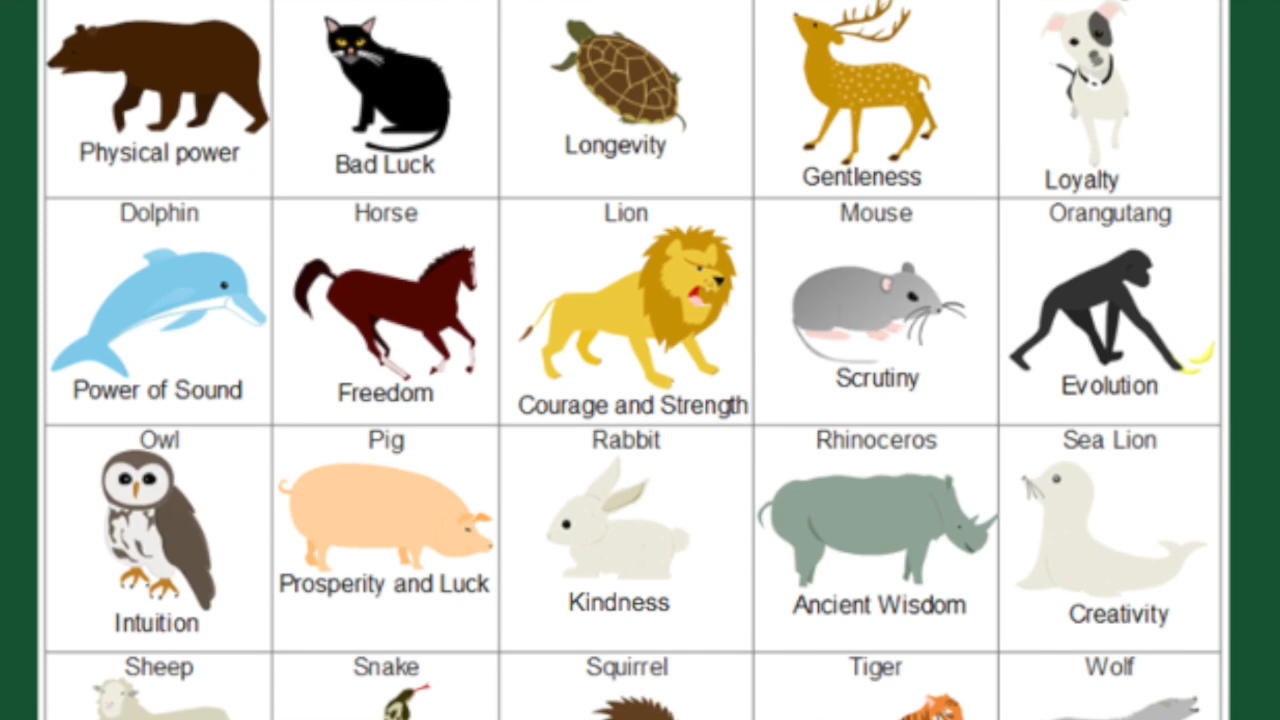 Physical power
Bad Luck
Longevity
Gentleness
Loyalty
Dolphin
Horse
Lion
Mouse
Orangutang
Power of Sound
Freedom
Courage and Strength
Scrutiny
Evolution
Owl
Pig
Rabbit
Rhinoceros
Sea Lion
Intuition
Prosperity and Luck
Kindness
Ancient Wisdom
Creativity
Sheep
Snake
Squirrel
Tiger
Wolf